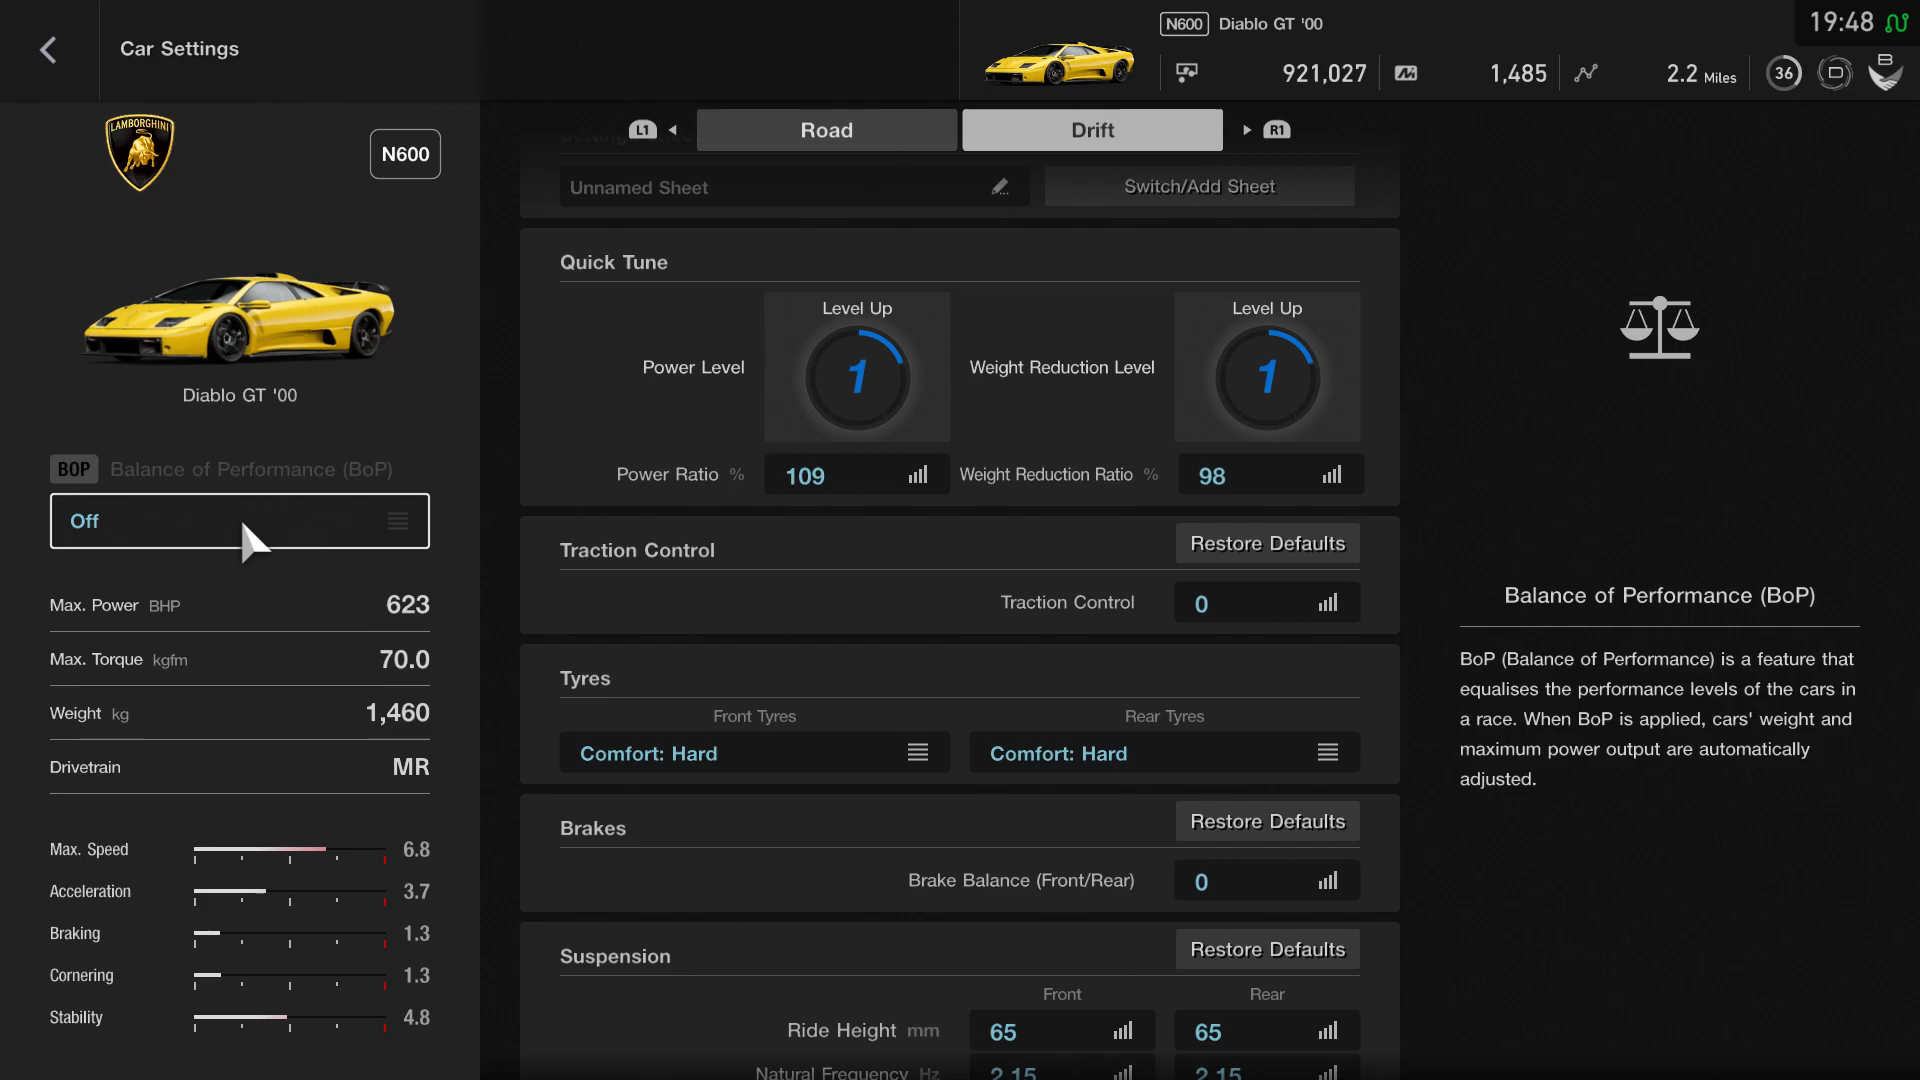 Car Settings
N600 Diablo GT '00
19:48
921,027
1,485
2.2 Miles
36
D
B
LAMBORGHINI
N600
L1
Road
Drift
R1
Unnamed Sheet
Switch/Add Sheet
Quick Tune
Level Up
Level Up
Power Level
1
Weight Reduction Level
1
Power Ratio %
109
Weight Reduction Ratio %
98
Diablo GT '00
BOP Balance of Performance (BoP)
Off
Max. Power BHP 623
Max. Torque kgfm 70.0
Weight kg 1,460
Drivetrain MR
Max. Speed 6.8
Acceleration 3.7
Braking 1.3
Cornering 1.3
Stability 4.8
Traction Control
Restore Defaults
Traction Control 0
Tyres
Front Tyres
Rear Tyres
Comfort: Hard
Comfort: Hard
Brakes
Restore Defaults
Brake Balance (Front/Rear) 0
Suspension
Restore Defaults
Front
Rear
Ride Height mm 65 65
Natural Frequency Hz 2.15 2.15
Balance of Performance (BoP)
BoP (Balance of Performance) is a feature that
equalises the performance levels of the cars in
a race. When BoP is applied, cars' weight and
maximum power output are automatically
adjusted.